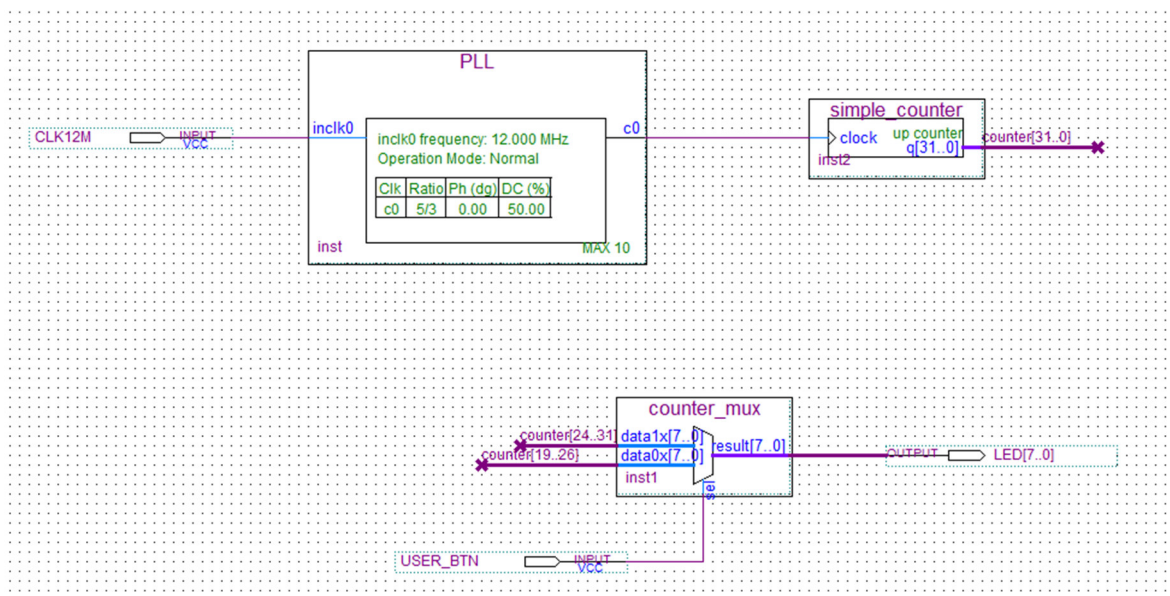 PLL
CLK12M
INPUT
VCC
inclk0
inclk0 frequency: 12.000 MHz
Operation Mode: Normal
Clk Ratio Ph (dg) DC (%)
c0 5/3 0.00 50.00
c0
inst
MAX 10
simple_counter
clock
up counter
q[31..0]
inst2
counter[31..0]
counter_mux
counter[24..31]
data1x[7..0]
counter[19..26]
data0x[7..0]
result[7..0]
inst1
sel
OUTPUT
LED[7..0]
USER_BTN
INPUT
VCC